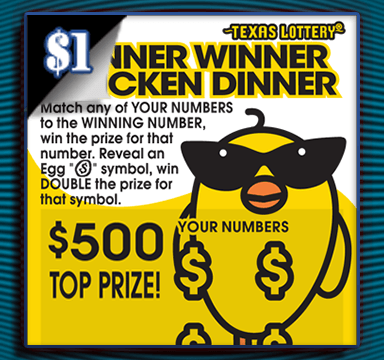 TEXAS LOTTERY®
$1
NNER WINNER
CKEN DINNER
Match any of YOUR NUMBERS
to the WINNING NUMBER,
win the prize for that
number. Reveal an
Egg "$" symbol, win
DOUBLE the prize for
that symbol.
$500
TOP PRIZE!
YOUR NUMBERS
$ $
$ $